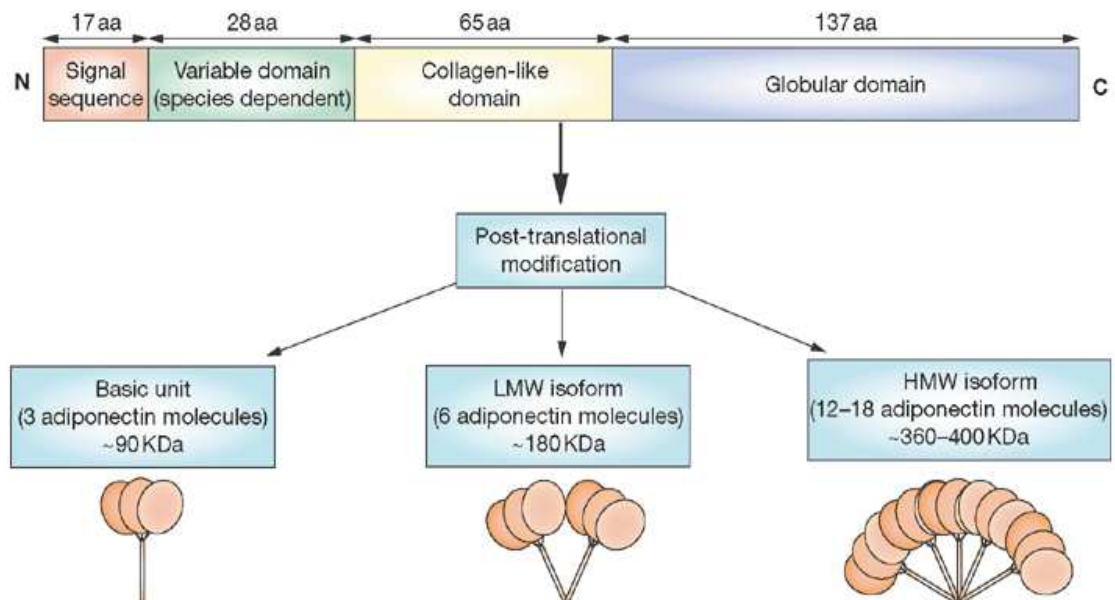 17 aa 28 aa 65 aa 137 aa
N
Signal
sequence
Variable domain
(species dependent)
Collagen-like
domain
Globular domain
C
Post-translational
modification
Basic unit
(3 adiponectin molecules)
~90 KDa
LMW isoform
(6 adiponectin molecules)
~180 KDa
HMW isoform
(12–18 adiponectin molecules)
~360–400 KDa